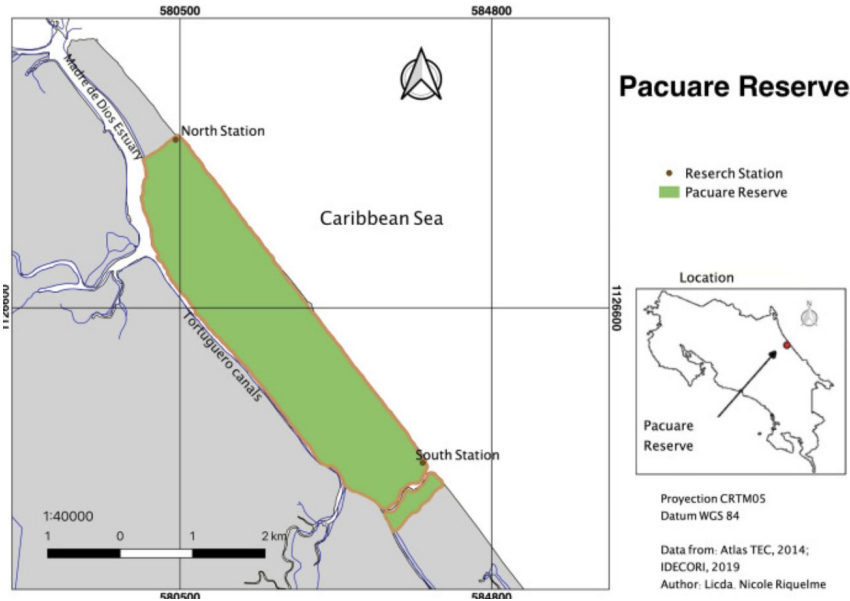 580500
584800
Pacuare Reserve
Madre de Dios Estuary
North Station
Reserch Station
Pacuare Reserve
Caribbean Sea
Location
N
1126600
1126600
Tortuguero canals
Pacuare
Reserve
South Station
1:40000
1 0 1 2 km
Proyection CRTM05
Datum WGS 84
Data from: Atlas TEC, 2014;
IDECORI, 2019
Author: Licda. Nicole Riquelme
580500
584800